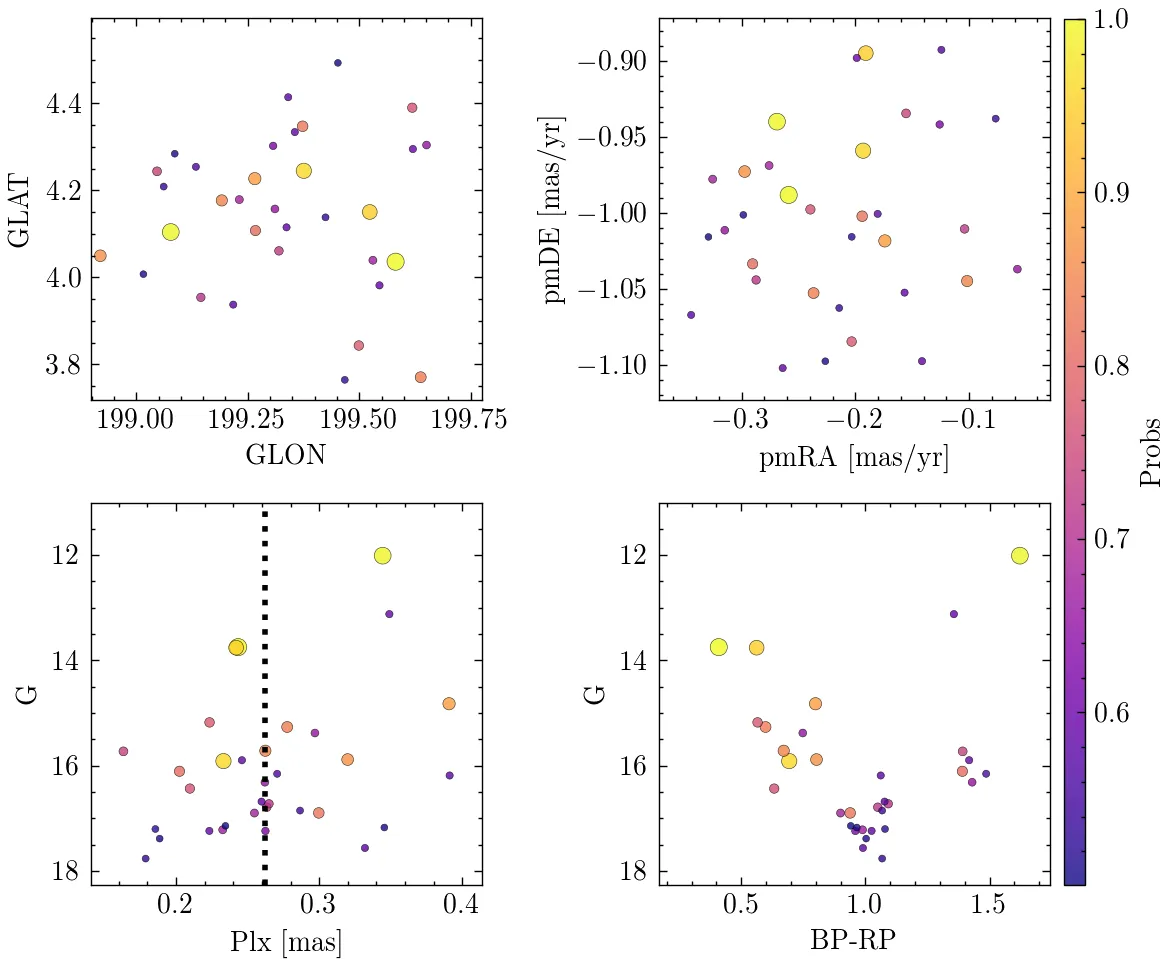 4.4
4.2
4.0
3.8
GLAT
199.00 199.25 199.50 199.75
GLON
−0.90
−0.95
−1.00
−1.05
−1.10
pmDE [mas/yr]
−0.3 −0.2 −0.1
pmRA [mas/yr]
12
14
16
18
G
0.2 0.3 0.4
Plx [mas]
12
14
16
18
G
0.5 1.0 1.5
BP-RP
1.0
0.9
0.8
0.7
0.6
Probs